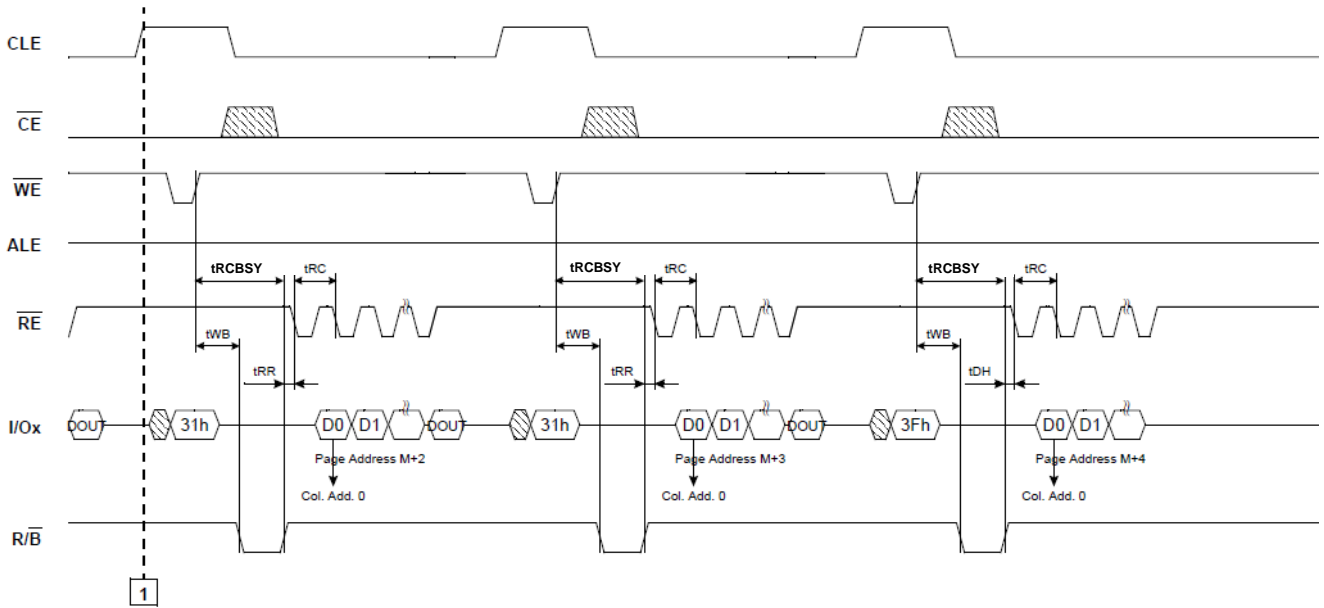 CLE
CE
WE
ALE
tRCBSY tRC tRCBSY tRC tRCBSY tRC
RE
tWB tWB tWB
tRR tRR tDH
I/Ox DOUT 31h D0 D1 DOUT 31h D0 D1 DOUT 3Fh D0 D1
Page Address M+2 Page Address M+3 Page Address M+4
Col. Add. 0 Col. Add. 0 Col. Add. 0
R/B
1